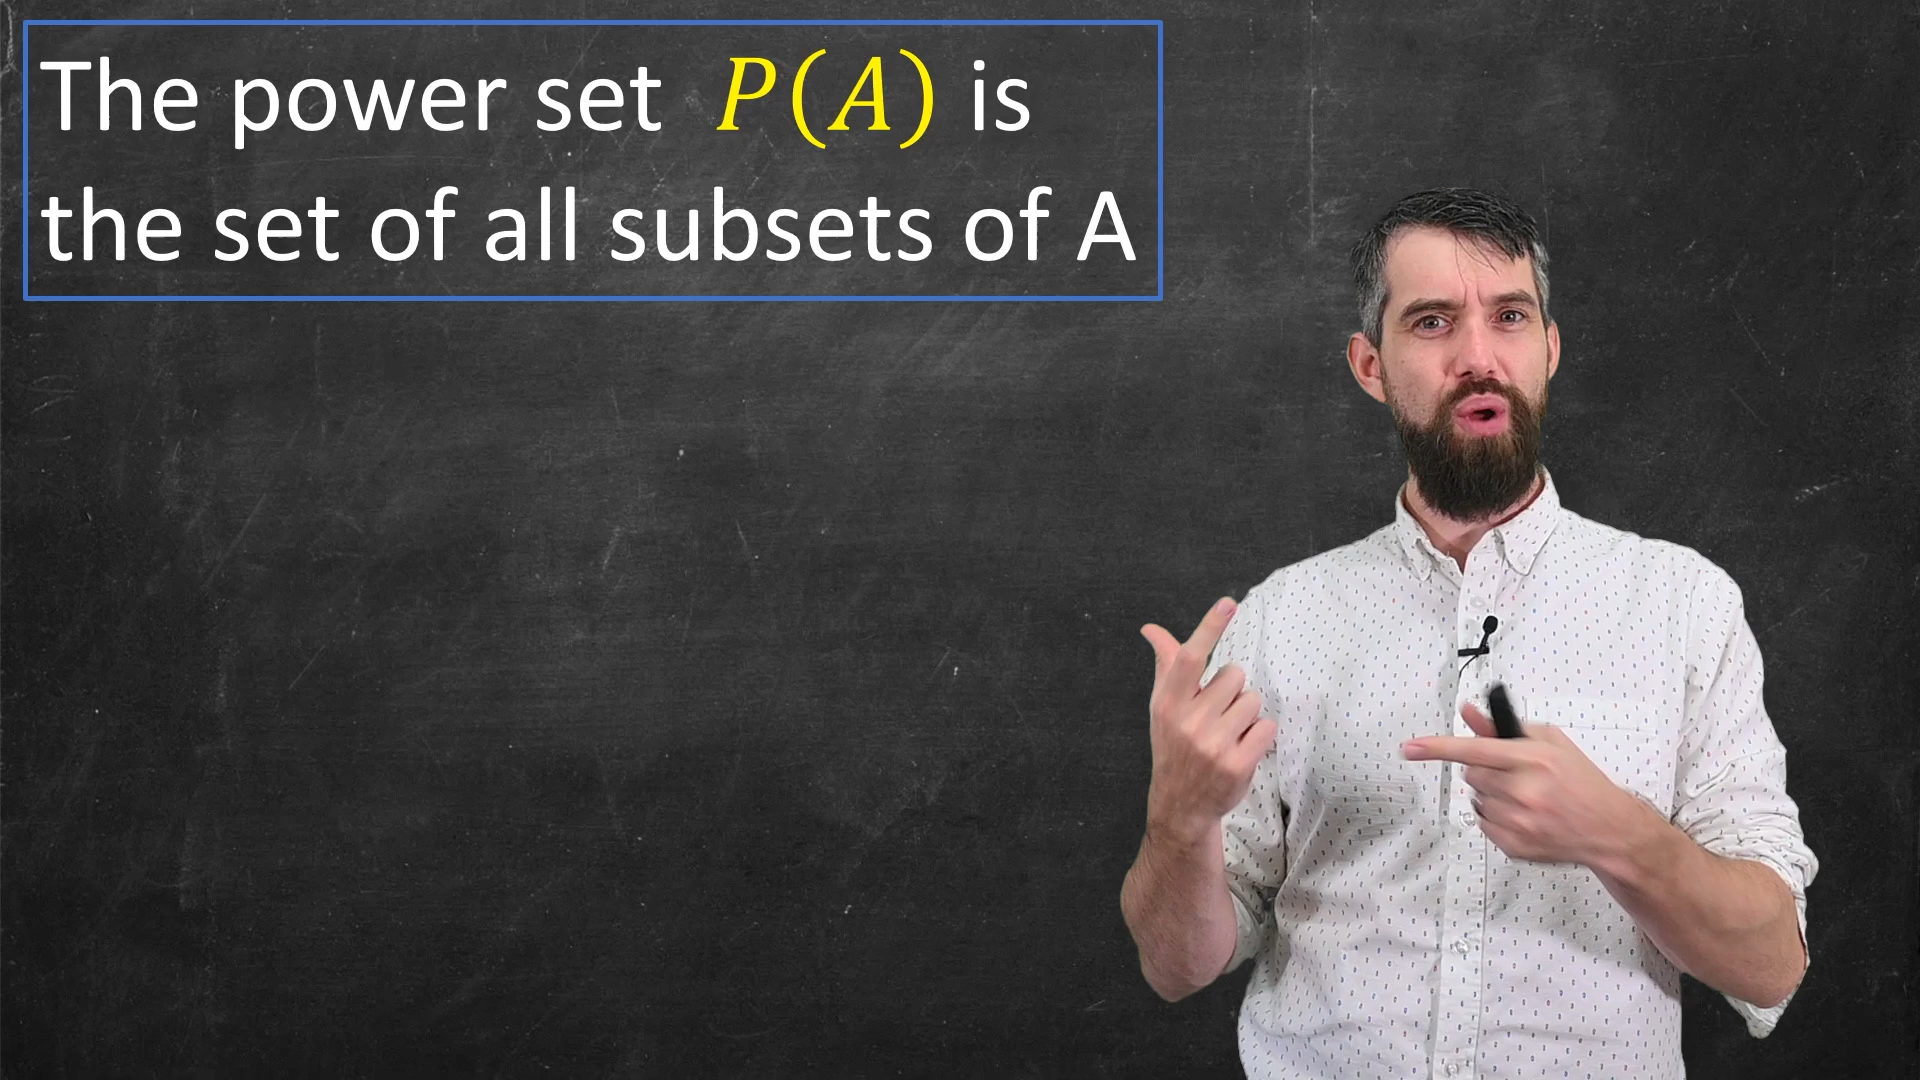 The power set P(A) is
the set of all subsets of A